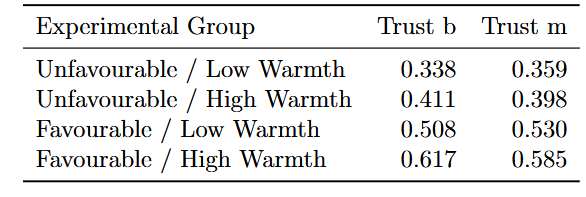 Experimental Group Trust b Trust m
Unfavourable / Low Warmth 0.338 0.359
Unfavourable / High Warmth 0.411 0.398
Favourable / Low Warmth 0.508 0.530
Favourable / High Warmth 0.617 0.585